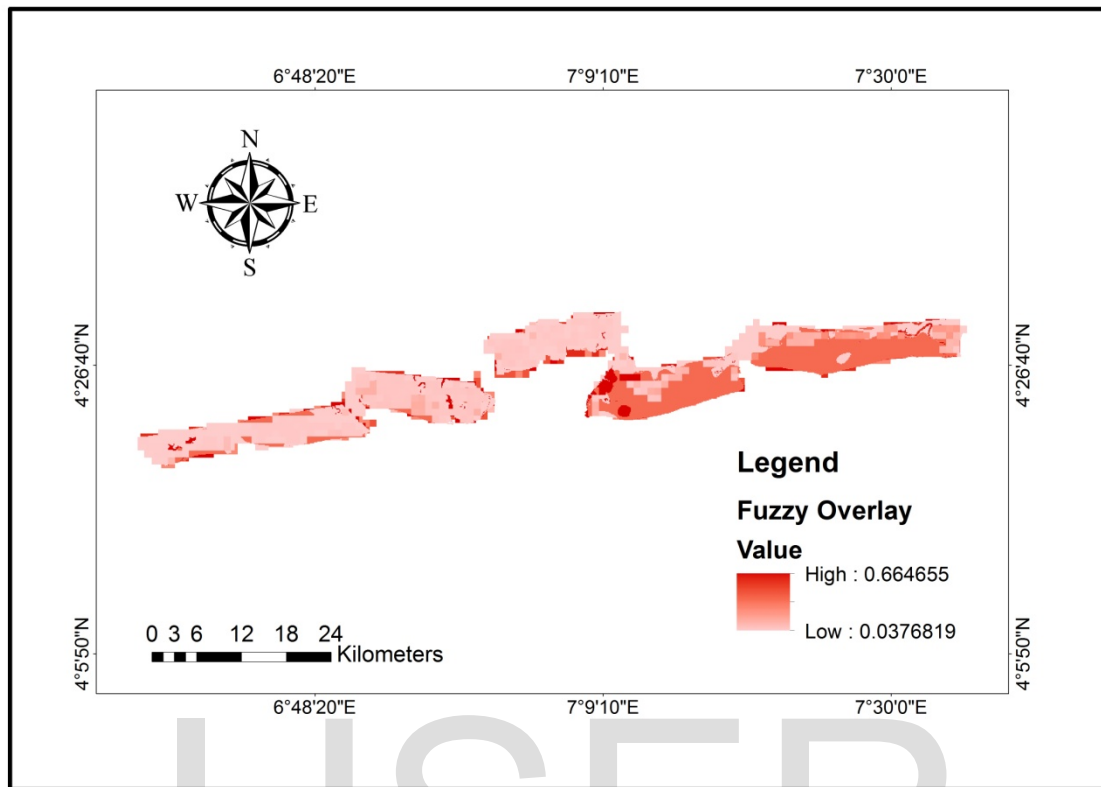 6°48'20"E 7°9'10"E 7°30'0"E
N
W E
S
4°26'40"N 4°26'40"N
Legend
Fuzzy Overlay
Value
High : 0.664655
Low : 0.0376819
0 3 6 12 18 24
Kilometers
4°5'50"N 4°5'50"N
6°48'20"E 7°9'10"E 7°30'0"E
IJSER